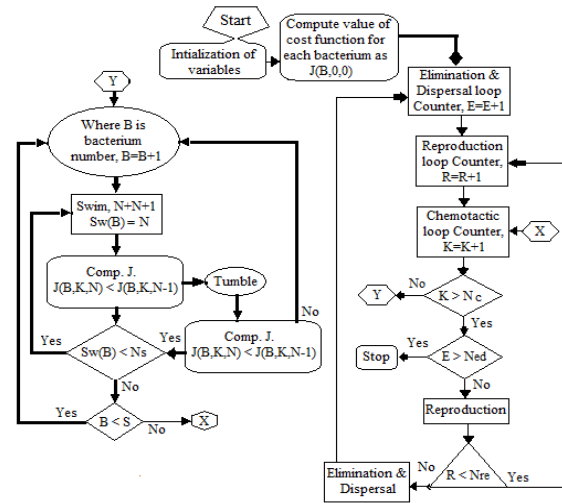 Start
Intialization of
variables
Compute value of
cost function for
each bacterium as
J(B,0,0)
Elimination &
Dispersal loop
Counter, E=E+1
Reproduction
loop Counter,
R=R+1
Chemotactic
loop Counter,
K=K+1
X
K > Nc
No
Y
Yes
E > Ned
Yes
Stop
No
Reproduction
R < Nre
Yes
No
Elimination &
Dispersal
Y
Where B is
bacterium
number, B=B+1
Swim, N+N+1
Sw(B) = N
Comp. J.
J(B,K,N) < J(B,K,N-1)
Tumble
No
Comp. J.
J(B,K,N) < J(B,K,N-1)
Yes
Sw(B) < Ns
Yes
No
B < S
Yes
No
X